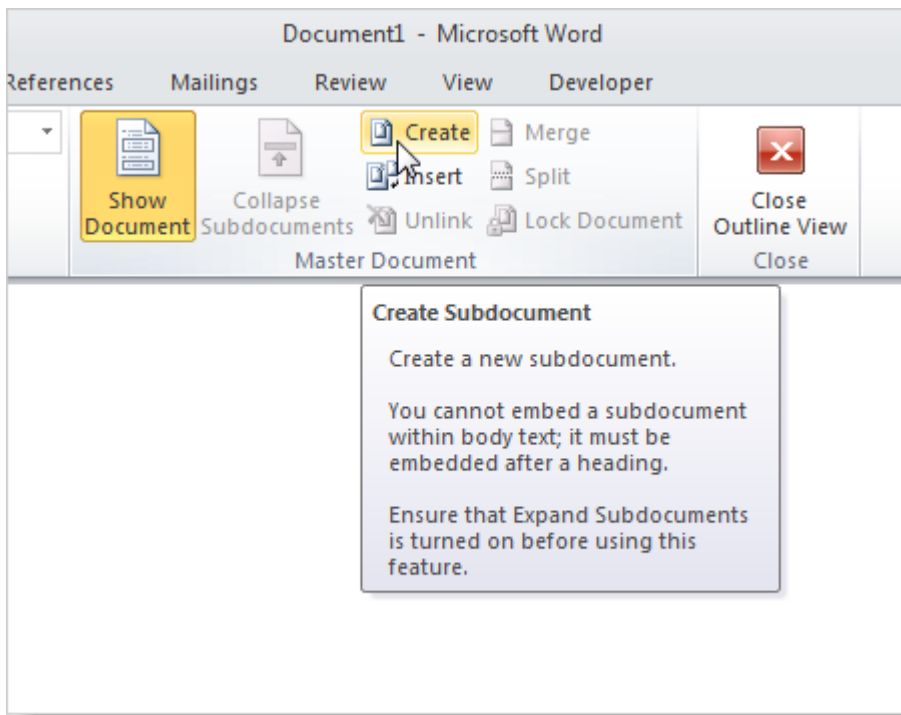 Document1 - Microsoft Word
References Mailings Review View Developer
Create Merge
Insert Split
Show Document
Collapse Subdocuments
Unlink Lock Document
Close Outline View
Master Document Close
Create Subdocument
Create a new subdocument.
You cannot embed a subdocument
within body text; it must be
embedded after a heading.
Ensure that Expand Subdocuments
is turned on before using this
feature.